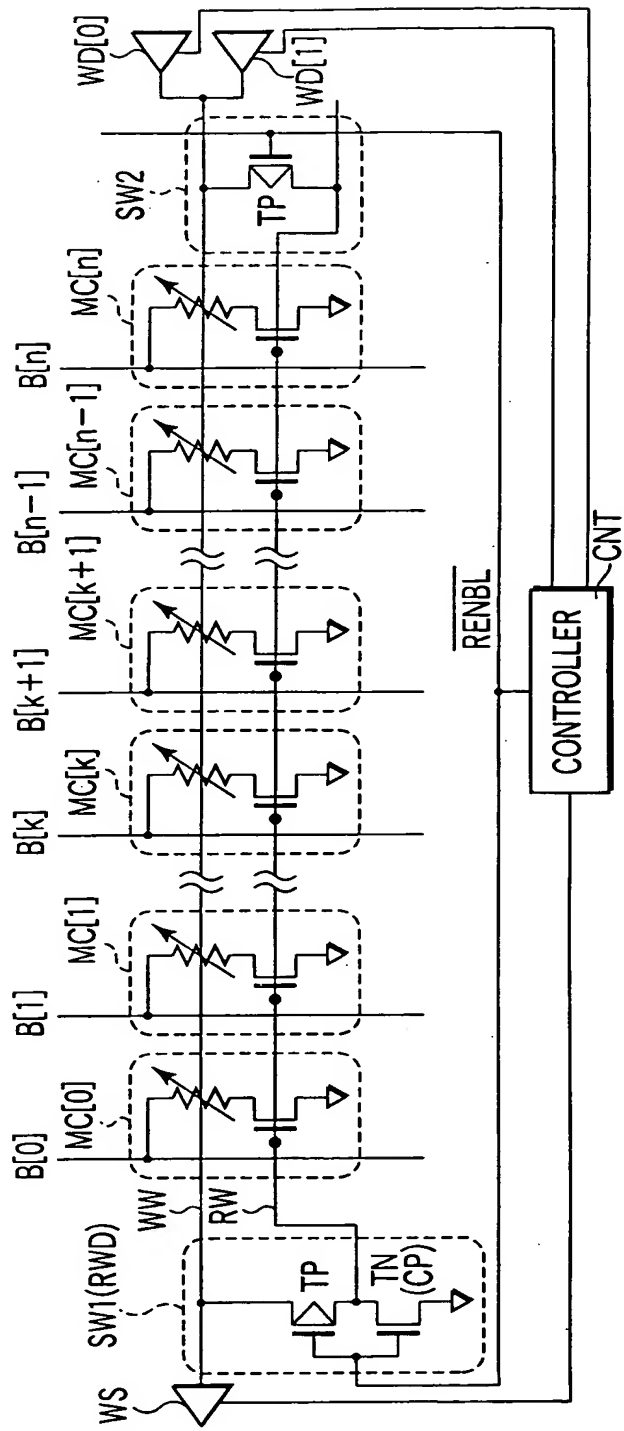 WS
SW1(RWD)
WW
RW
TP
TN
(CP)
B[0]
MC[0]
B[1]
MC[1]
B[k]
MC[k]
B[k+1]
MC[k+1]
B[n-1]
MC[n-1]
B[n]
MC[n]
SW2
TP
WD[0]
WD[1]
RENBL
CONTROLLER
CNT